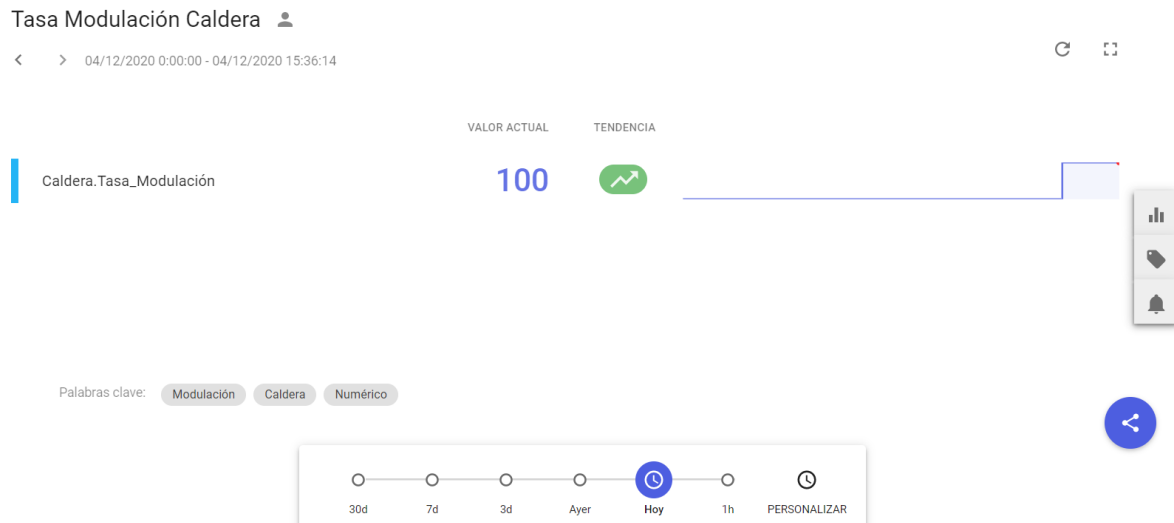 Tasa Modulación Caldera
04/12/2020 0:00:00 - 04/12/2020 15:36:14
VALOR ACTUAL TENDENCIA
Caldera.Tasa_Modulación 100
Palabras clave: Modulación Caldera Numérico
30d 7d 3d Ayer Hoy 1h PERSONALIZAR